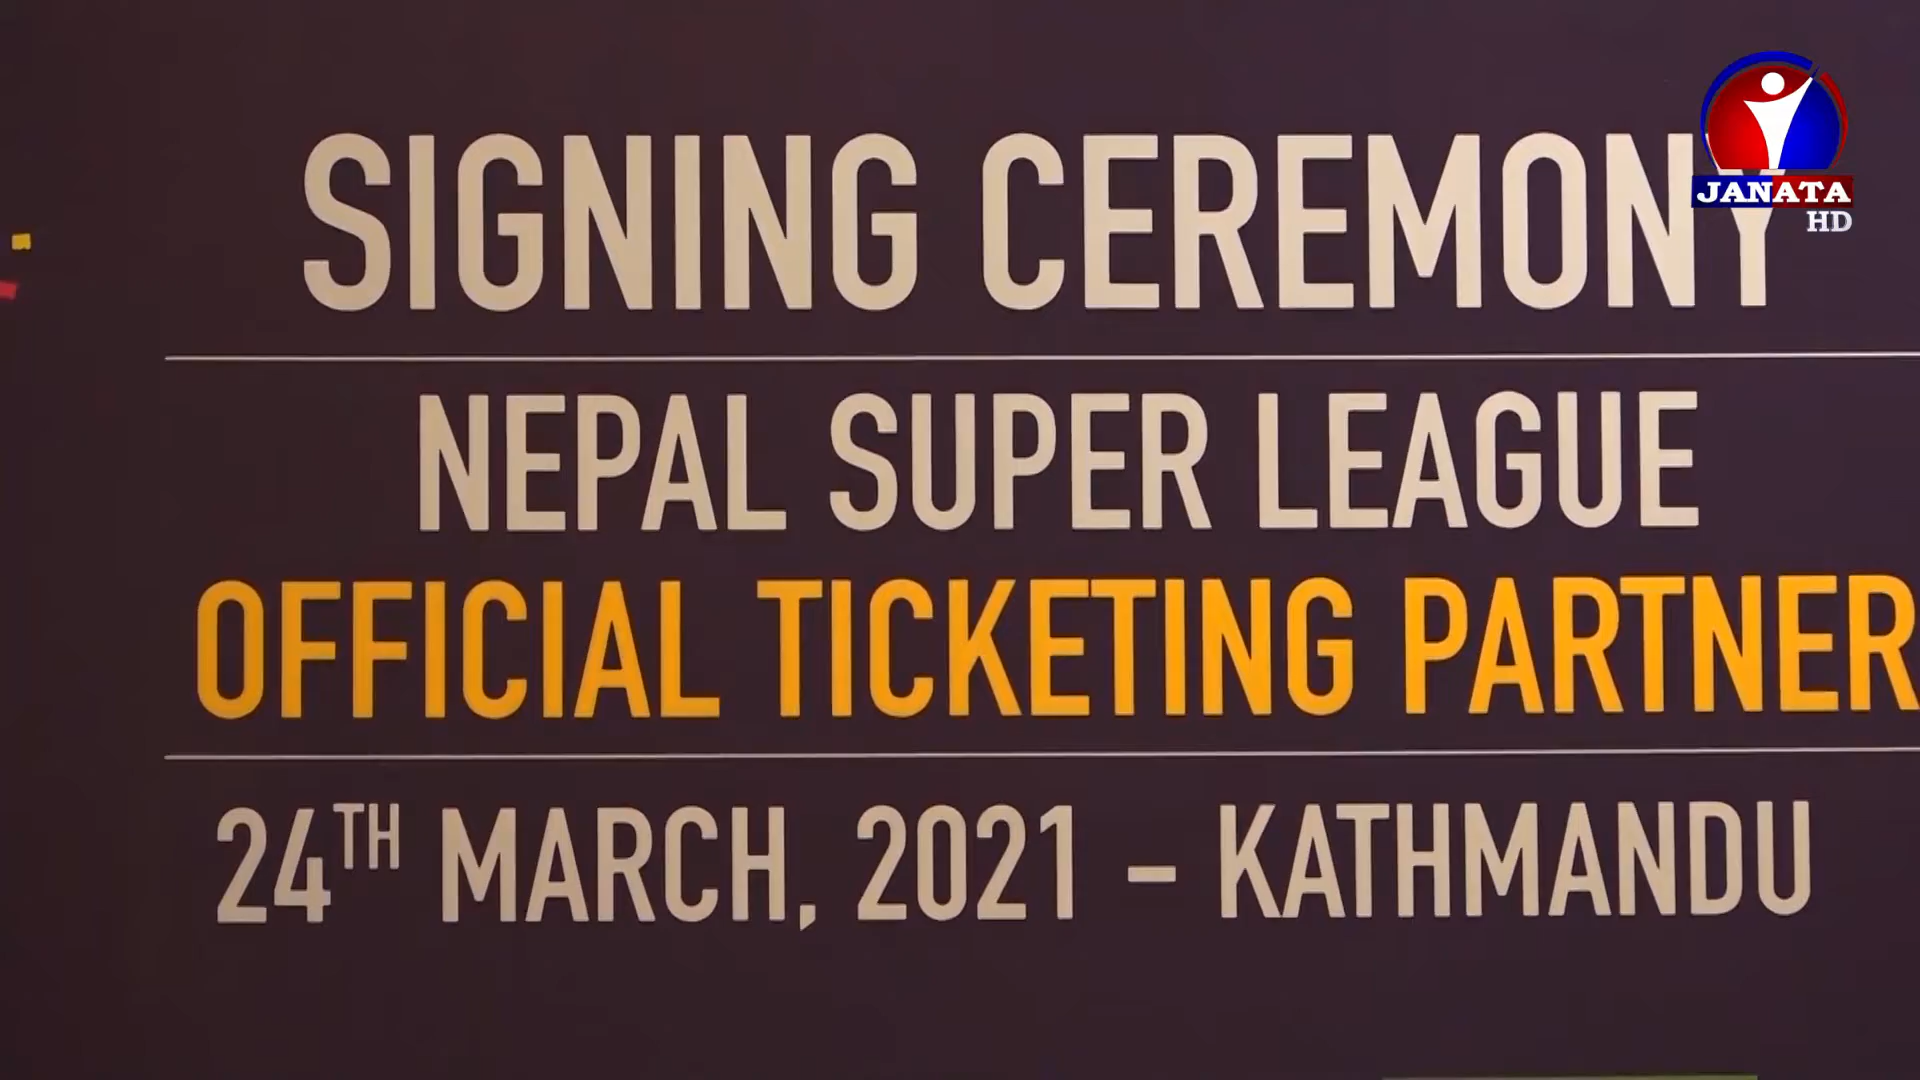 SIGNING CEREMONY
JANATA
HD
NEPAL SUPER LEAGUE
OFFICIAL TICKETING PARTNER
24TH MARCH, 2021 - KATHMANDU